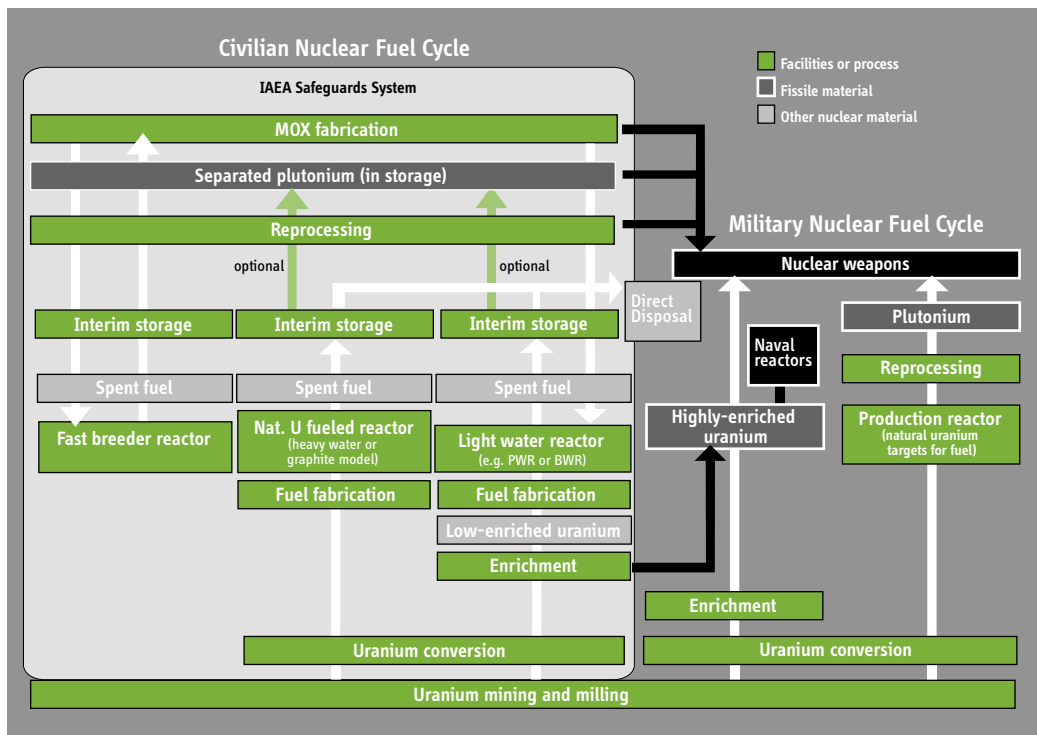 Civilian Nuclear Fuel Cycle
IAEA Safeguards System
Facilities or process
Fissile material
Other nuclear material
MOX fabrication
Separated plutonium (in storage)
Reprocessing
optional
optional
Military Nuclear Fuel Cycle
Nuclear weapons
Direct
Disposal
Interim storage
Interim storage
Interim storage
Plutonium
Naval
reactors
Reprocessing
Spent fuel
Spent fuel
Spent fuel
Fast breeder reactor
Nat. U fueled reactor
(heavy water or
graphite model)
Light water reactor
(e.g. PWR or BWR)
Highly-enriched
uranium
Production reactor
(natural uranium
targets for fuel)
Fuel fabrication
Fuel fabrication
Low-enriched uranium
Enrichment
Enrichment
Uranium conversion
Uranium conversion
Uranium mining and milling